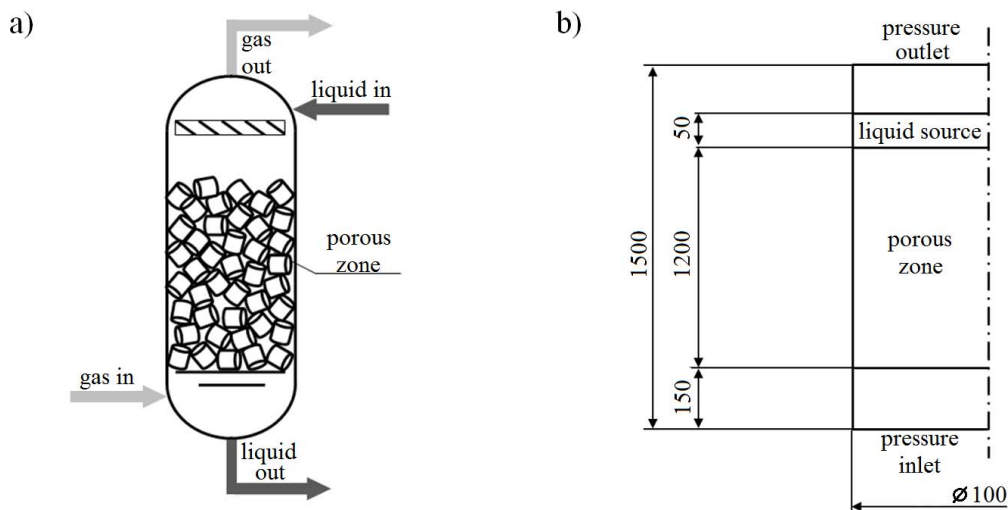 a)
gas
out
liquid in
porous
zone
gas in
liquid
out
b)
pressure
outlet
50
liquid source
1500
1200
porous
zone
150
pressure
inlet
Ø100